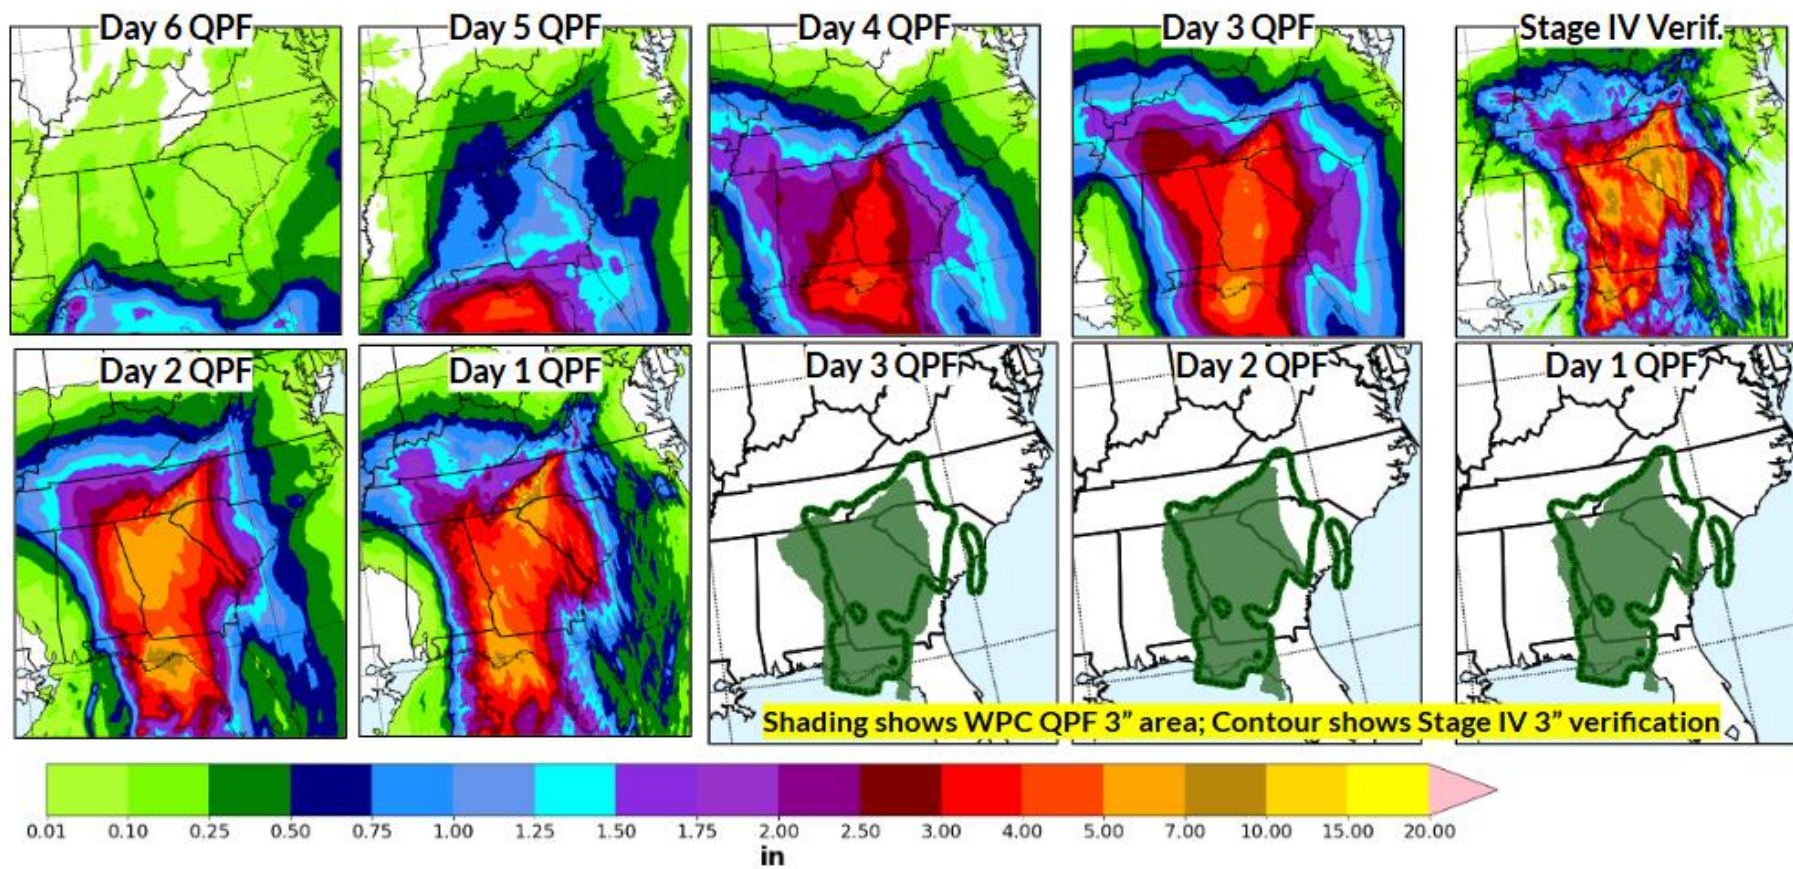 Day 6 QPF
Day 5 QPF
Day 4 QPF
Day 3 QPF
Stage IV Verif.
Day 2 QPF
Day 1 QPF
Day 3 QPF
Day 2 QPF
Day 1 QPF
Shading shows WPC QPF 3” area; Contour shows Stage IV 3” verification
0.01 0.10 0.25 0.50 0.75 1.00 1.25 1.50 1.75 2.00 2.50 3.00 4.00 5.00 7.00 10.00 15.00 20.00
in